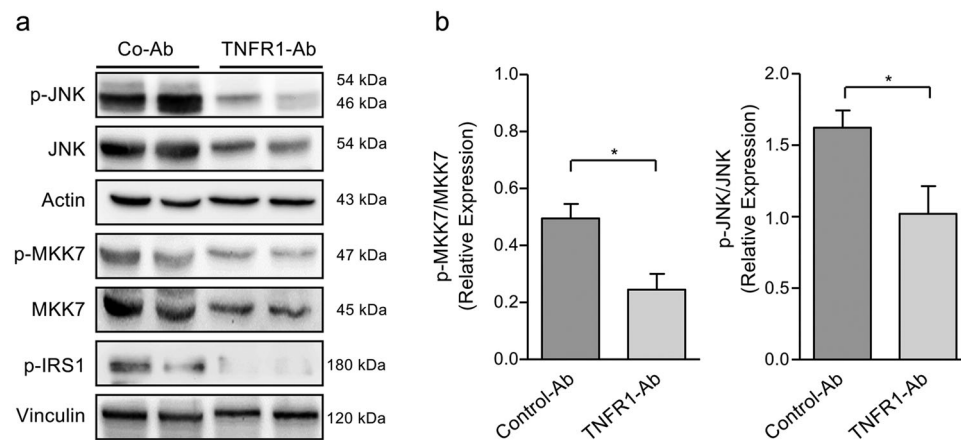 a
Co-Ab TNFR1-Ab
p-JNK
54 kDa
46 kDa
JNK
54 kDa
Actin
43 kDa
p-MKK7
47 kDa
MKK7
45 kDa
p-IRS1
180 kDa
Vinculin
120 kDa
b
p-MKK7/MKK7
(Relative Expression)
1.0
0.8
0.6
0.4
0.2
0.0
*
Control-Ab
TNFR1-Ab
p-JNK/JNK
(Relative Expression)
2.0
1.5
1.0
0.5
0.0
*
Control-Ab
TNFR1-Ab